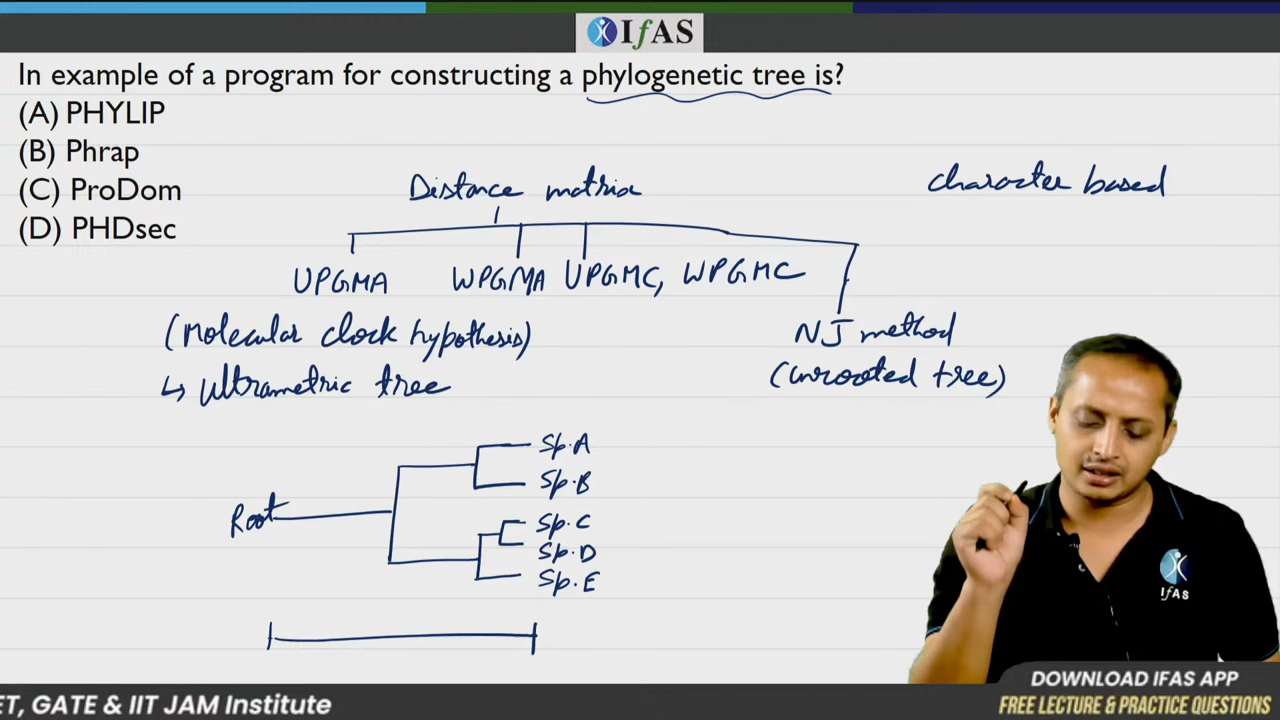 IfAS
In example of a program for constructing a phylogenetic tree is?
(A) PHYLIP
(B) Phrap
(C) ProDom
(D) PHDsec
Distance matrix
character based
UPGMA WPGMA UPGMC, WPGMC
(Molecular clock hypothesis)
NJ method
↳ Ultrametric tree
(unrooted tree)
Sp. A
Sp. B
Root
Sp. C
Sp. D
Sp. E
IfAS
DOWNLOAD IFAS APP
ET, GATE & IIT JAM Institute
FREE LECTURE & PRACTICE QUESTIONS